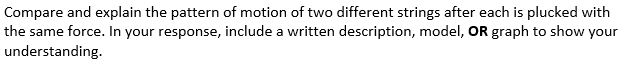 Compare and explain the pattern of motion of two different strings after each is plucked with
the same force. In your response, include a written description, model, OR graph to show your
understanding.